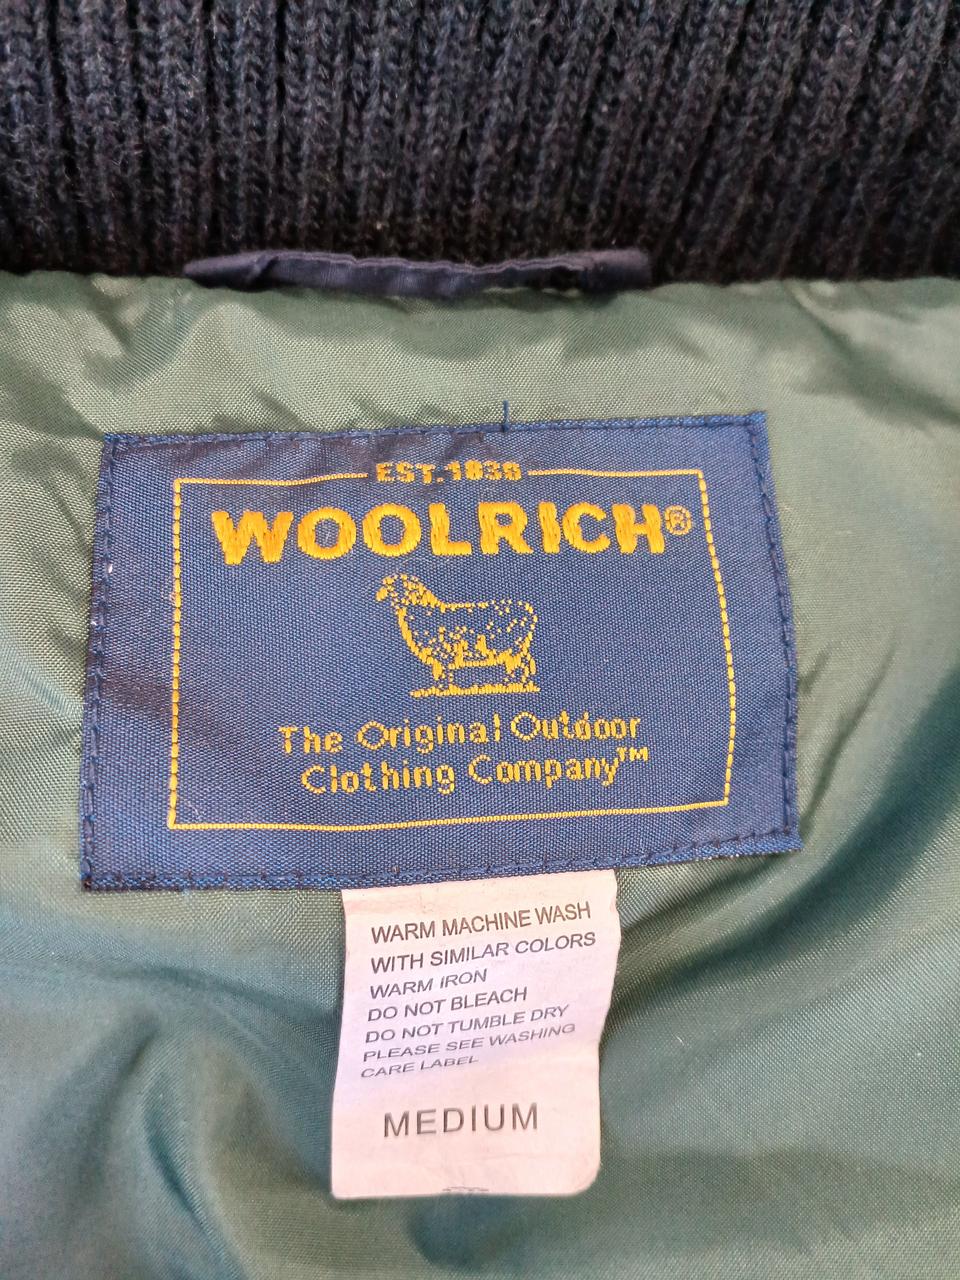 EST. 1830
WOOLRICH®
The Original Outdoor
Clothing Company™
WARM MACHINE WASH
WITH SIMILAR COLORS
WARM IRON
DO NOT BLEACH
DO NOT TUMBLE DRY
PLEASE SEE WASHING
CARE LABEL
MEDIUM